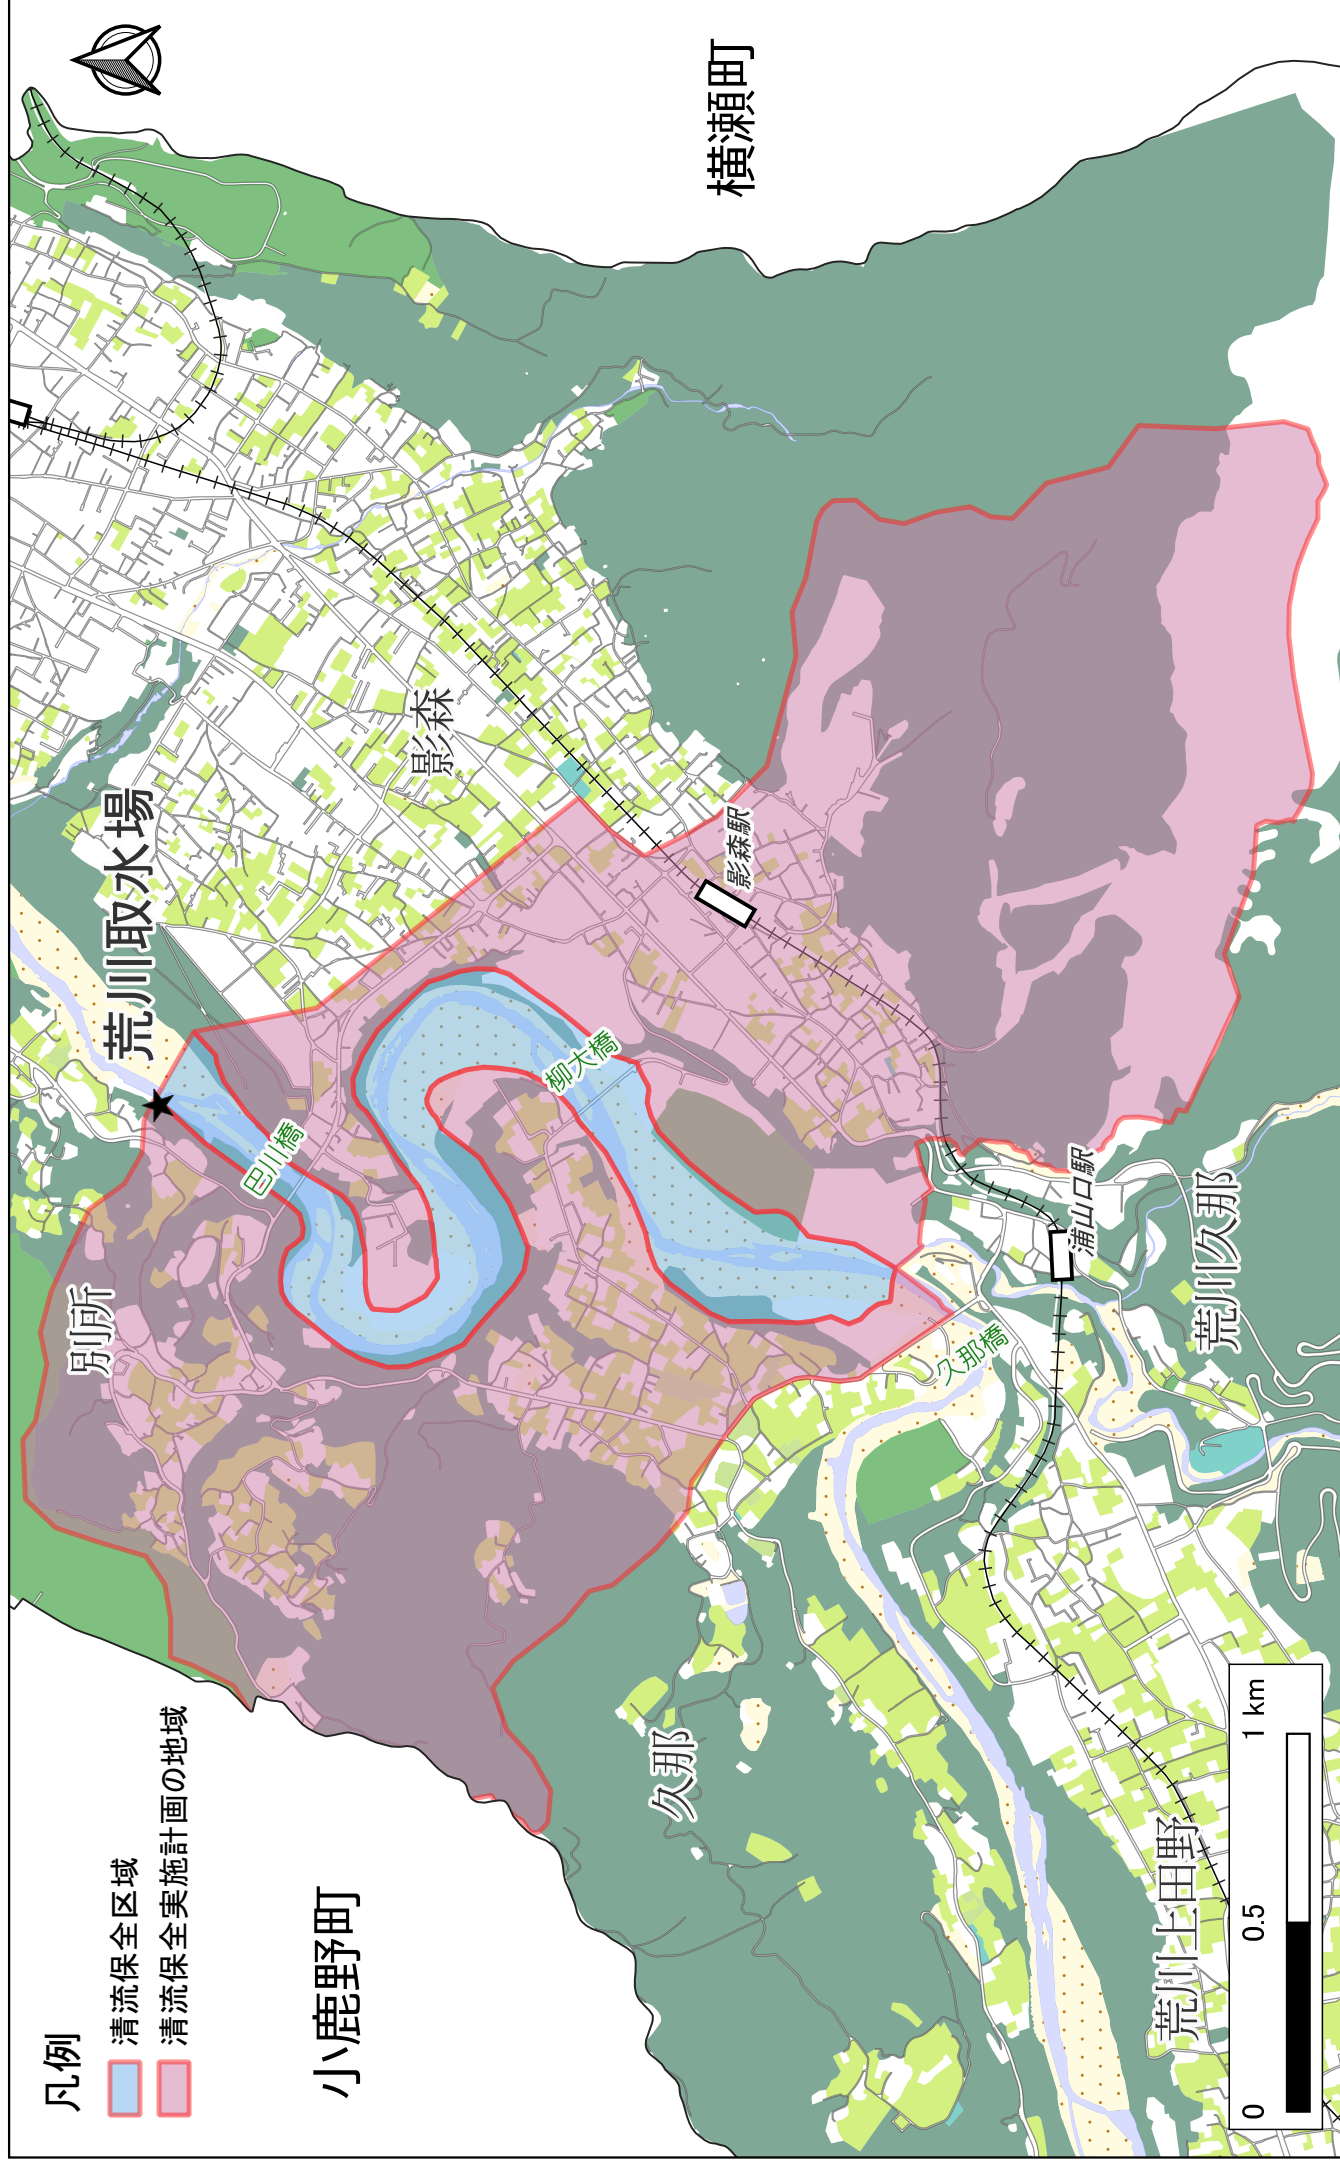 凡例
清流保全区域
清流保全実施計画の地域
小鹿野町
横瀬町
荒川取水場
別所
影森
巴川橋
柳大橋
影森駅
久那橋
浦山口駅
荒川久那
久那
荒川上田野
0 0.5 1 km